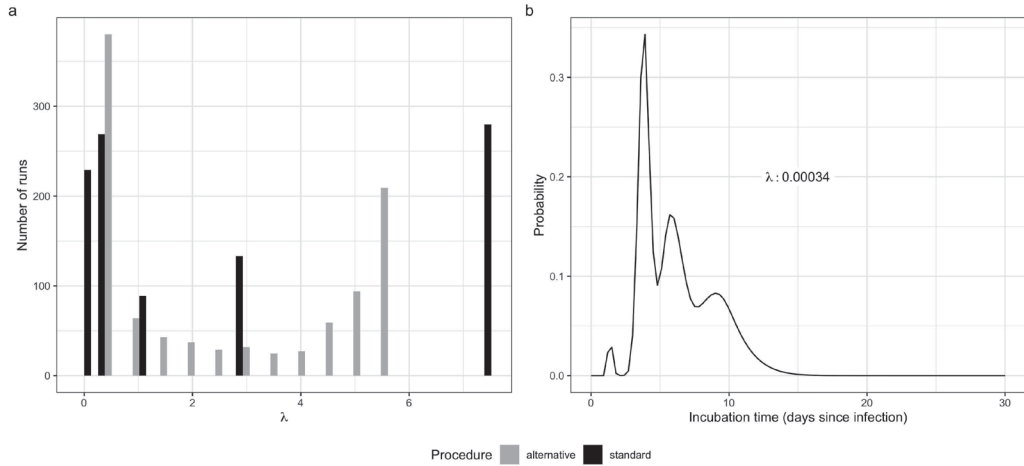 a
b
Number of runs
300
200
100
0
0 2 4 6
λ
Probability
0.3
0.2
0.1
0.0
λ : 0.00034
0 10 20 30
Incubation time (days since infection)
Procedure alternative standard